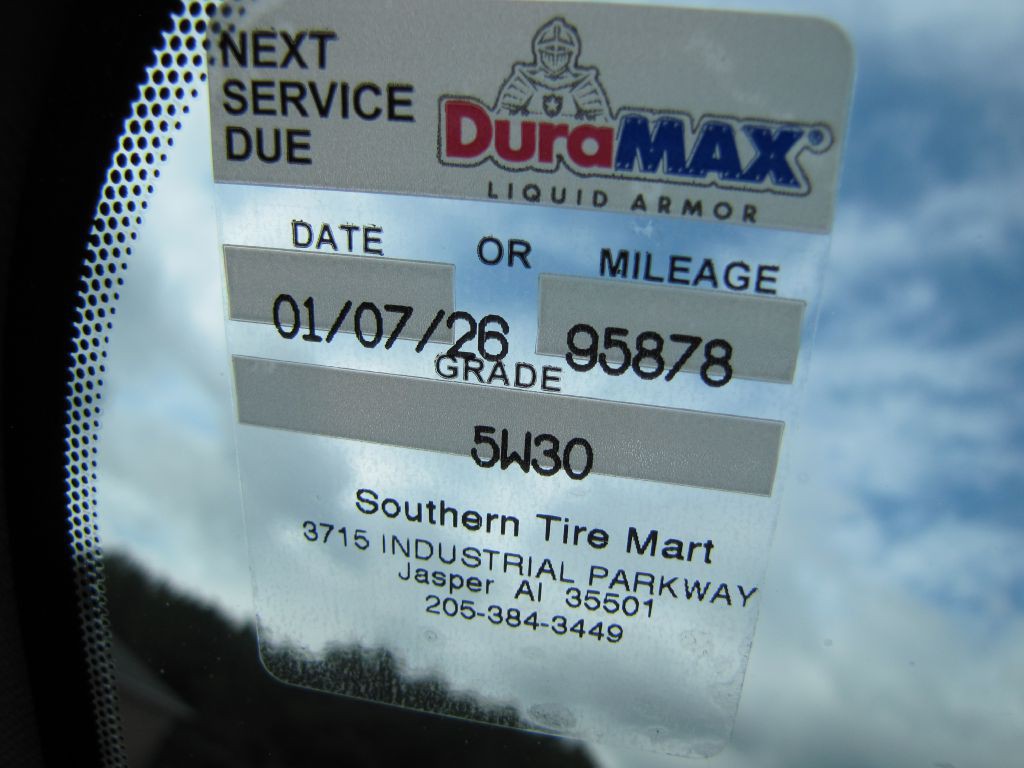 NEXT
SERVICE
DUE
DuraMAX®
LIQUID ARMOR
DATE OR MILEAGE
01/07/26 95878
GRADE
5W30
Southern Tire Mart
3715 INDUSTRIAL PARKWAY
Jasper Al 35501
205-384-3449